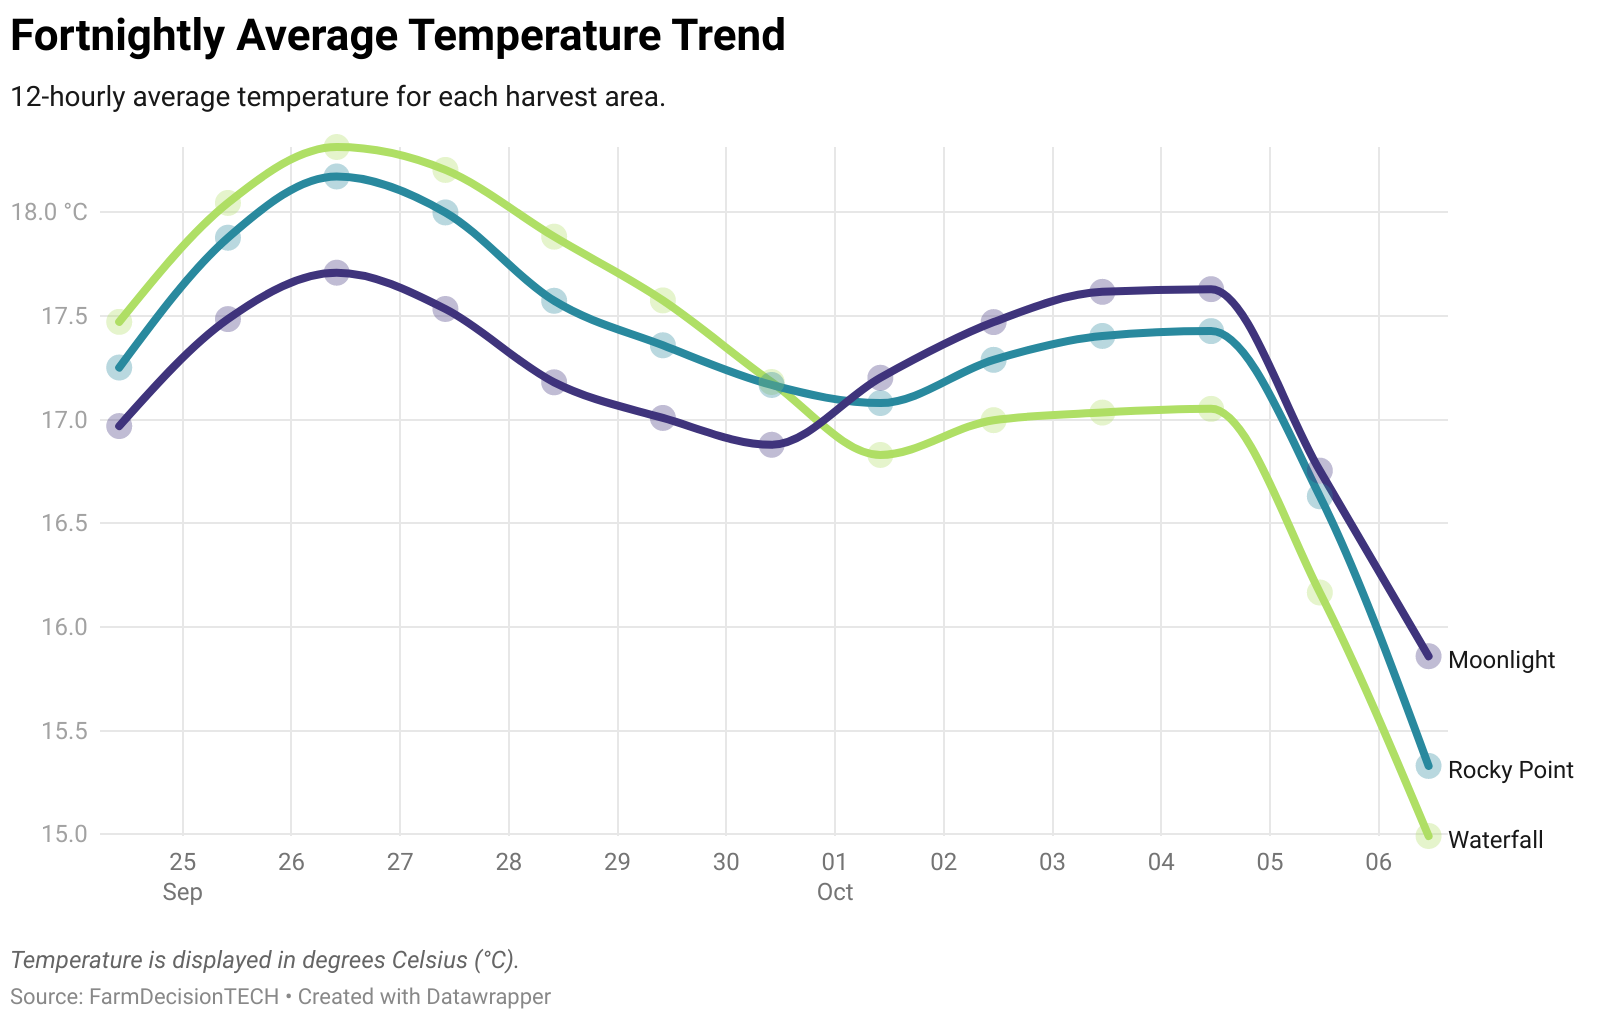 Fortnightly Average Temperature Trend
12-hourly average temperature for each harvest area.
18.0 °C
17.5
17.0
16.5
16.0
15.5
15.0
Moonlight
Rocky Point
Waterfall
25 26 27 28 29 30 01 02 03 04 05 06
Sep Oct
Temperature is displayed in degrees Celsius (°C).
Source: FarmDecisionTECH • Created with Datawrapper